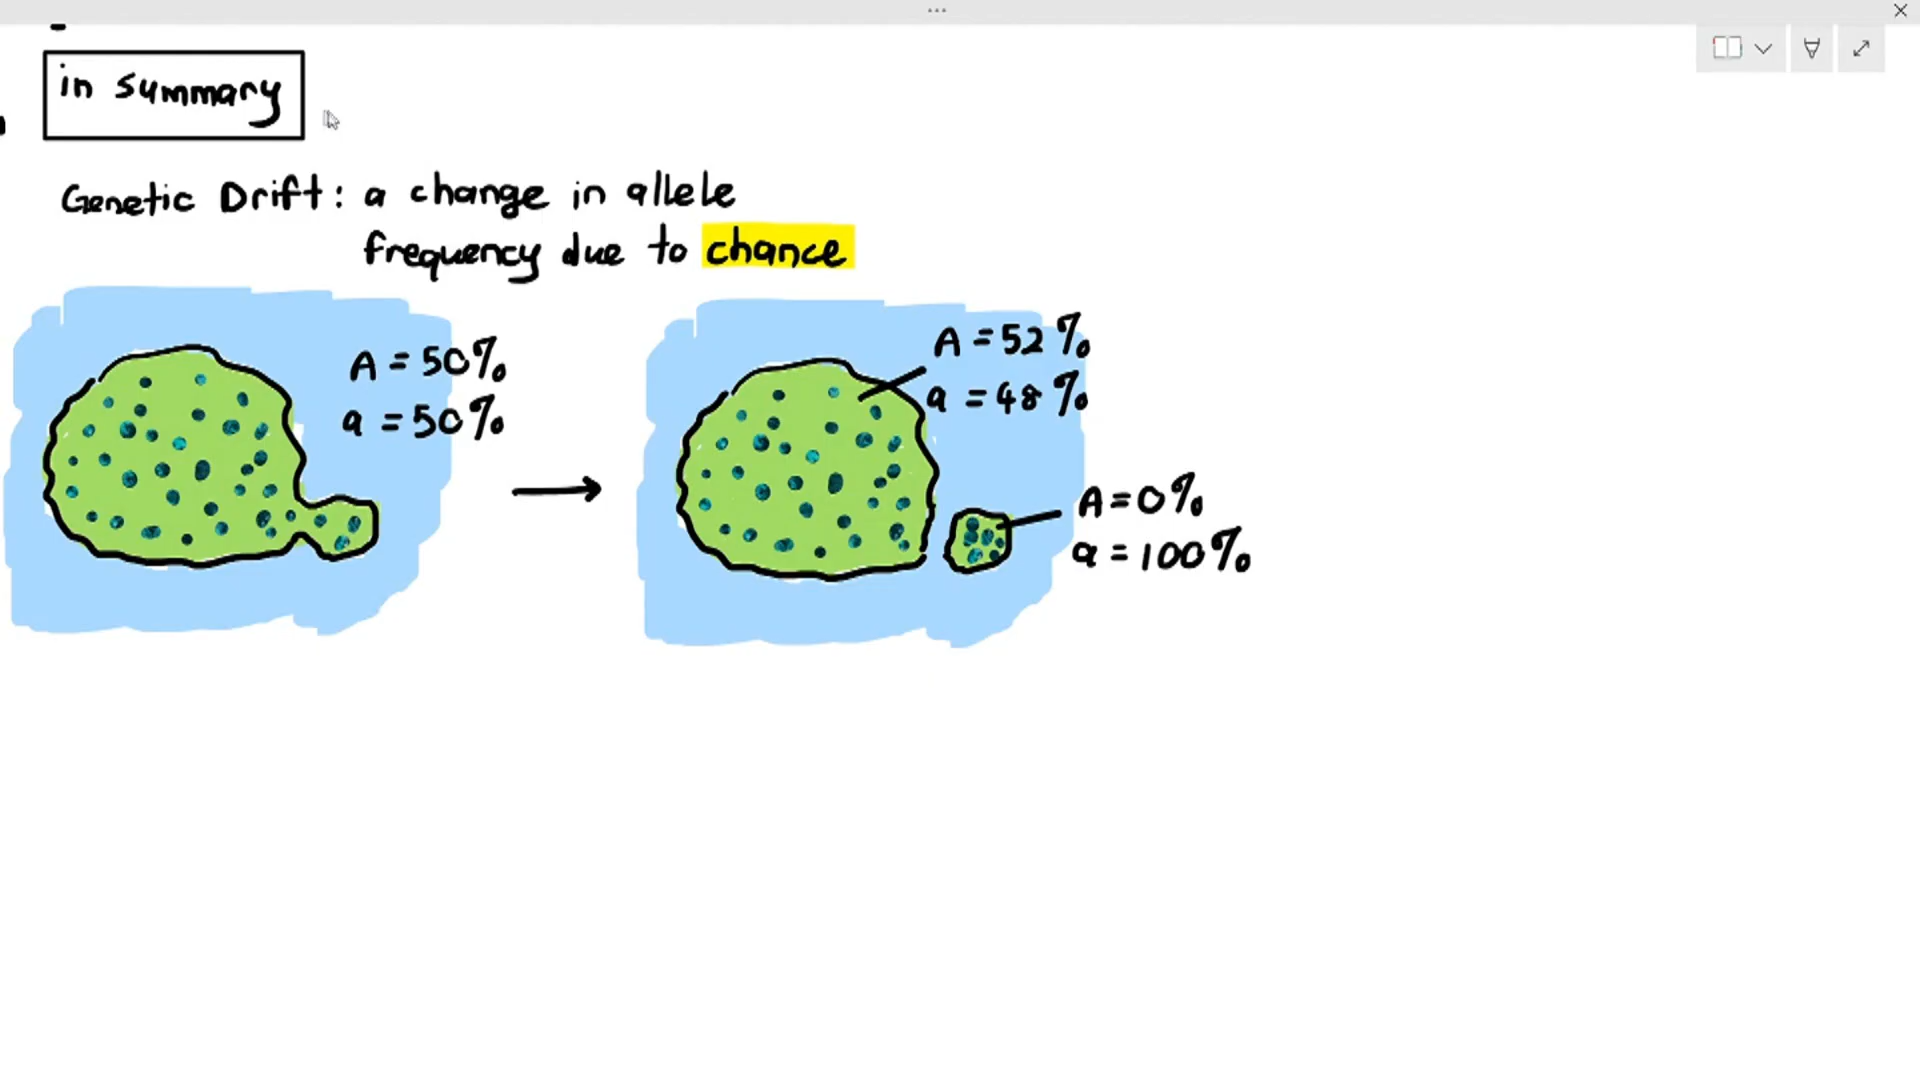 in summary
Genetic Drift: a change in allele
frequency due to chance
A = 50%
a = 50%
A = 52%
a = 48%
A = 0%
a = 100%